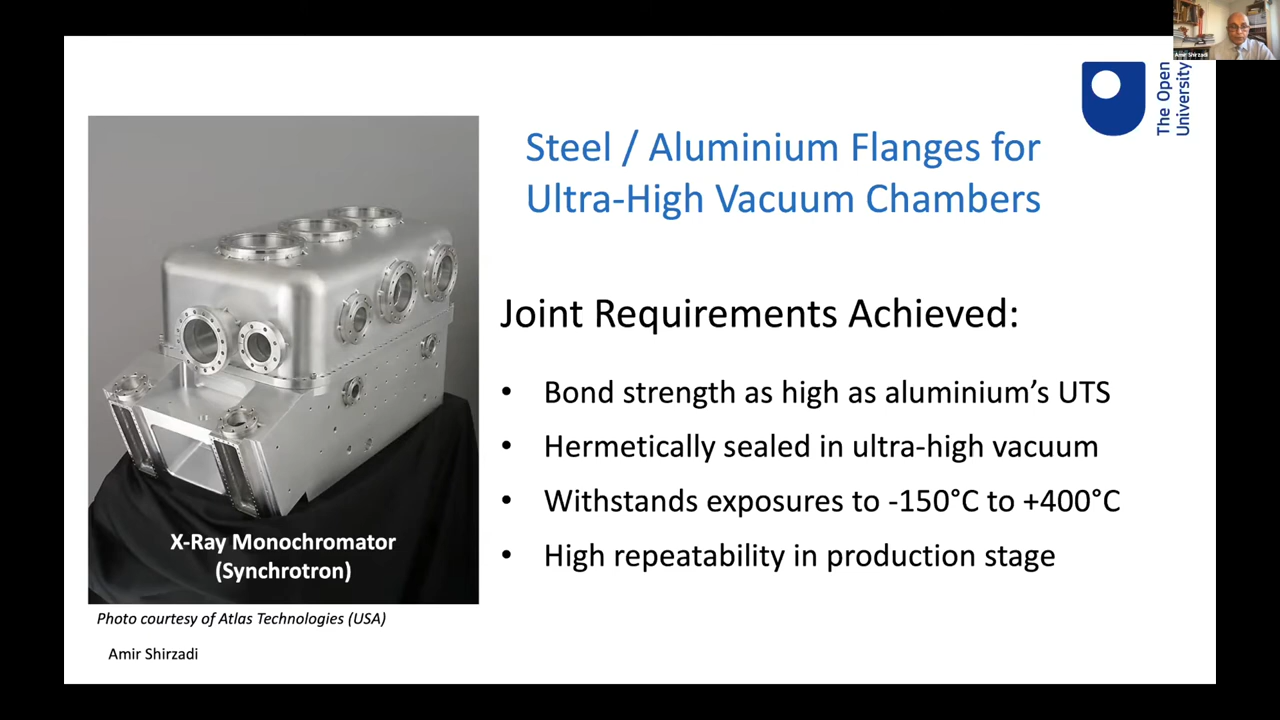 Amir Shirzadi
The Open
University
Steel / Aluminium Flanges for
Ultra-High Vacuum Chambers
Joint Requirements Achieved:
• Bond strength as high as aluminium's UTS
• Hermetically sealed in ultra-high vacuum
• Withstands exposures to -150°C to +400°C
• High repeatability in production stage
X-Ray Monochromator
(Synchrotron)
Photo courtesy of Atlas Technologies (USA)
Amir Shirzadi